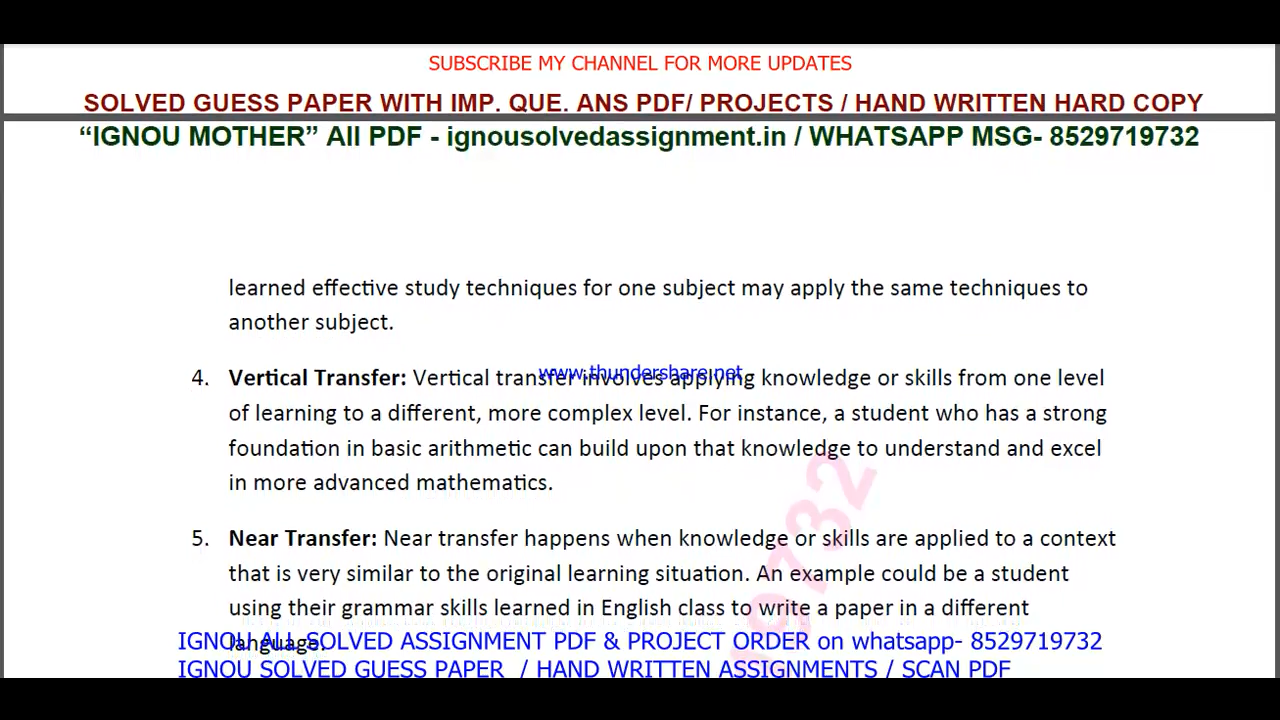 SUBSCRIBE MY CHANNEL FOR MORE UPDATES
SOLVED GUESS PAPER WITH IMP. QUE. ANS PDF/ PROJECTS / HAND WRITTEN HARD COPY
“IGNOU MOTHER” All PDF - ignousolvedassignment.in / WHATSAPP MSG- 8529719732
learned effective study techniques for one subject may apply the same techniques to
another subject.
www.thundershare.net
4. Vertical Transfer: Vertical transfer involves applying knowledge or skills from one level
of learning to a different, more complex level. For instance, a student who has a strong
foundation in basic arithmetic can build upon that knowledge to understand and excel
in more advanced mathematics.
5. Near Transfer: Near transfer happens when knowledge or skills are applied to a context
that is very similar to the original learning situation. An example could be a student
using their grammar skills learned in English class to write a paper in a different
language.
19732
IGNOU ALL SOLVED ASSIGNMENT PDF & PROJECT ORDER on whatsapp- 8529719732
IGNOU SOLVED GUESS PAPER / HAND WRITTEN ASSIGNMENTS / SCAN PDF